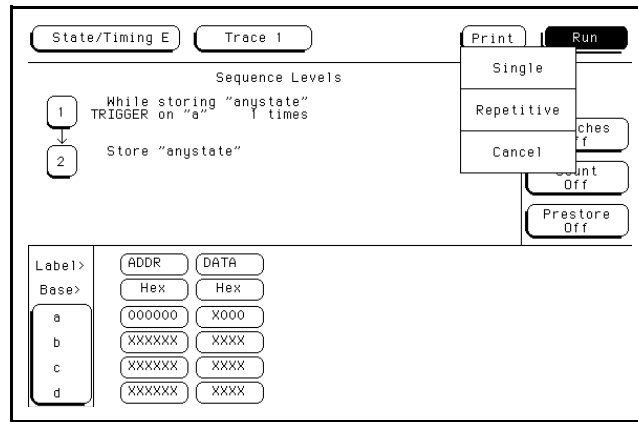 State/Timing E
Trace 1
Print
Run
Single
Repetitive
Cancel
Sequence Levels
1
While storing "anystate"
TRIGGER on "a" 1 times
2
Store "anystate"
Off
Prestore
Off
Label>
ADDR
DATA
Base>
Hex
Hex
a
000000
X000
b
XXXXXX
XXXX
c
XXXXXX
XXXX
d
XXXXXX
XXXX